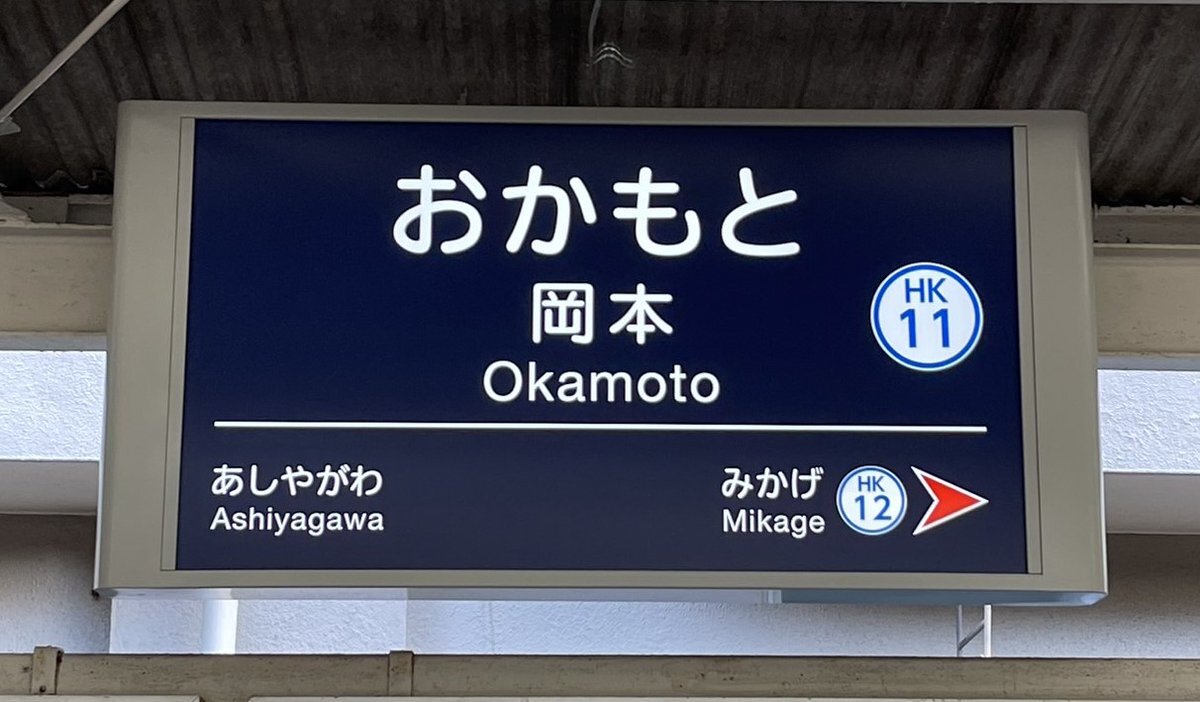 おかもと
岡本
Okamoto
HK
11
あしやがわ
Ashiyagawa
みかげ
Mikage
HK
12